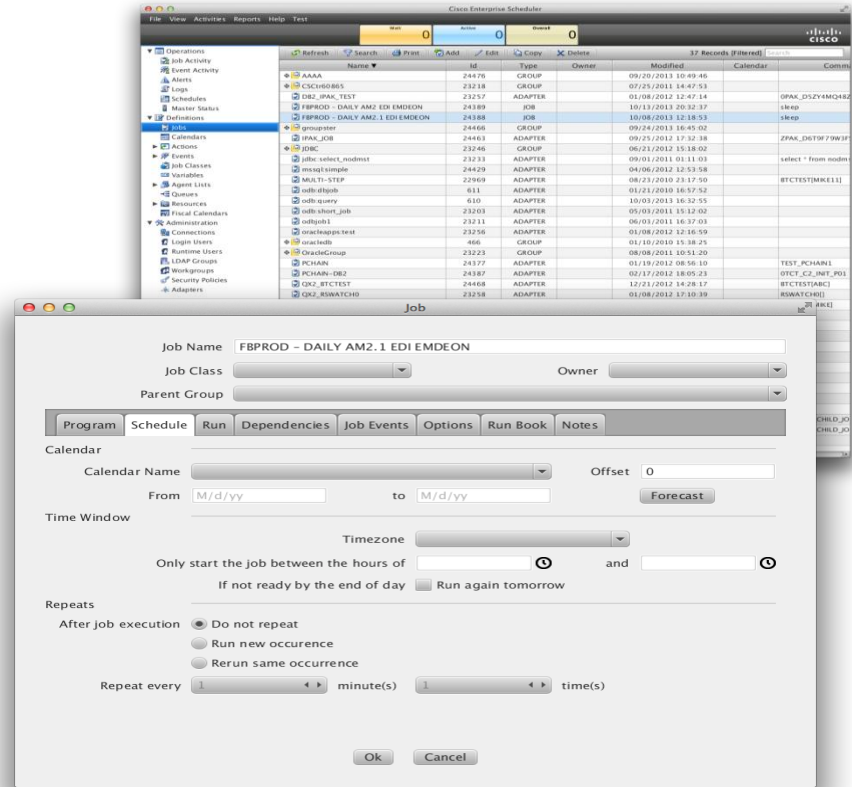 Cisco Enterprise Scheduler
File View Activities Reports Help Test
Wait 0 Active 0 Overall 0
CISCO
Operations
Job Activity
Event Activity
Alerts
Logs
Schedules
Master Status
Definitions
Jobs
Calendars
Actions
Events
Job Classes
Variables
Agent Lists
Queues
Resources
Fiscal Calendars
Administration
Connections
Login Users
Runtime Users
LDAP Groups
Workgroups
Security Policies
Adapters
Refresh Search Print Add Edit Copy Delete 37 Records (Filtered) Search
Name Id Type Owner Modified Calendar Comm
AAAA 24476 GROUP 09/20/2013 10:49:46
CSCtr60865 23218 GROUP 07/25/2011 14:47:53
DB2_IPAK_TEST 23257 ADAPTER 01/08/2012 12:47:14 0PAK_D5ZY4MQ48Z
FBPROD - DAILY AM2 EDI EMDEON 24389 JOB 10/13/2013 20:32:37 sleep
FBPROD - DAILY AM2.1 EDI EMDEON 24388 JOB 10/08/2013 12:18:53 sleep
groupster 24466 GROUP 09/24/2013 16:45:02
IPAK_JOB 24463 ADAPTER 09/25/2012 17:32:38 ZPAK_D6T9F79W3F
JDBC 23246 GROUP 06/21/2012 15:18:02
jdbc:select_nodmst 23233 ADAPTER 09/01/2011 01:11:03 select * from nodm
mssql:simple 24429 ADAPTER 04/06/2012 12:53:58
MULTI-STEP 22969 ADAPTER 08/23/2010 23:17:50 BTCTEST[MIKE11]
odb:dbjob 611 ADAPTER 01/21/2010 16:57:52
odb:query 610 ADAPTER 10/03/2013 16:32:55
odb:short_job 23203 ADAPTER 05/03/2011 15:12:02
odbjob1 23211 ADAPTER 06/03/2011 16:37:03
oracleapps:test 23256 ADAPTER 01/08/2012 12:16:59
oracledb 466 GROUP 01/10/2010 15:38:25
OracleGroup 23223 GROUP 08/08/2011 10:51:20
PCHAIN 24377 ADAPTER 01/19/2012 08:56:10 TEST_PCHAIN1
PCHAIN-DB2 24387 ADAPTER 02/17/2012 18:05:23 0TCT_C2_INIT_P01
QX2_BTCTEST 24468 ADAPTER 12/21/2012 14:28:17 BTCTEST[ABC]
QX2_RSWATCH0 23258 ADAPTER 01/08/2012 17:10:39 RSWATCH0[]
MIKE]
CHILD_JO
CHILD_JO
Job
Job Name FBPROD - DAILY AM2.1 EDI EMDEON
Job Class Owner
Parent Group
Program Schedule Run Dependencies Job Events Options Run Book Notes
Calendar
Calendar Name Offset 0
From M/d/yy to M/d/yy Forecast
Time Window
Timezone
Only start the job between the hours of and
If not ready by the end of day Run again tomorrow
Repeats
After job execution Do not repeat
Run new occurence
Rerun same occurrence
Repeat every 1 minute(s) 1 time(s)
Ok Cancel